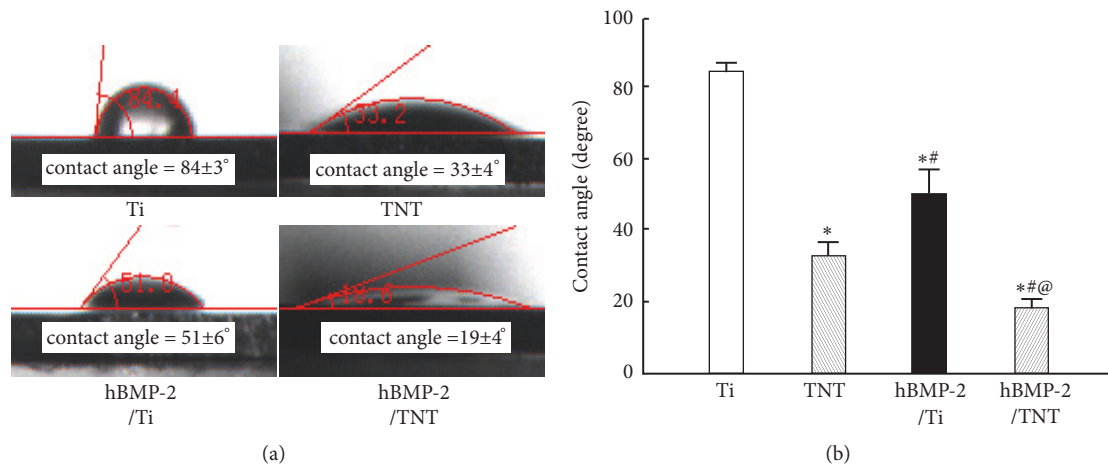 84.4
contact angle = 84±3°
Ti
33.2
contact angle = 33±4°
TNT
51.0
contact angle = 51±6°
hBMP-2
/Ti
18.6
contact angle =19±4°
hBMP-2
/TNT
(a)
Contact angle (degree)
100
80
60
40
20
0
*
*#
*#@
Ti
TNT
hBMP-2
/Ti
hBMP-2
/TNT
(b)